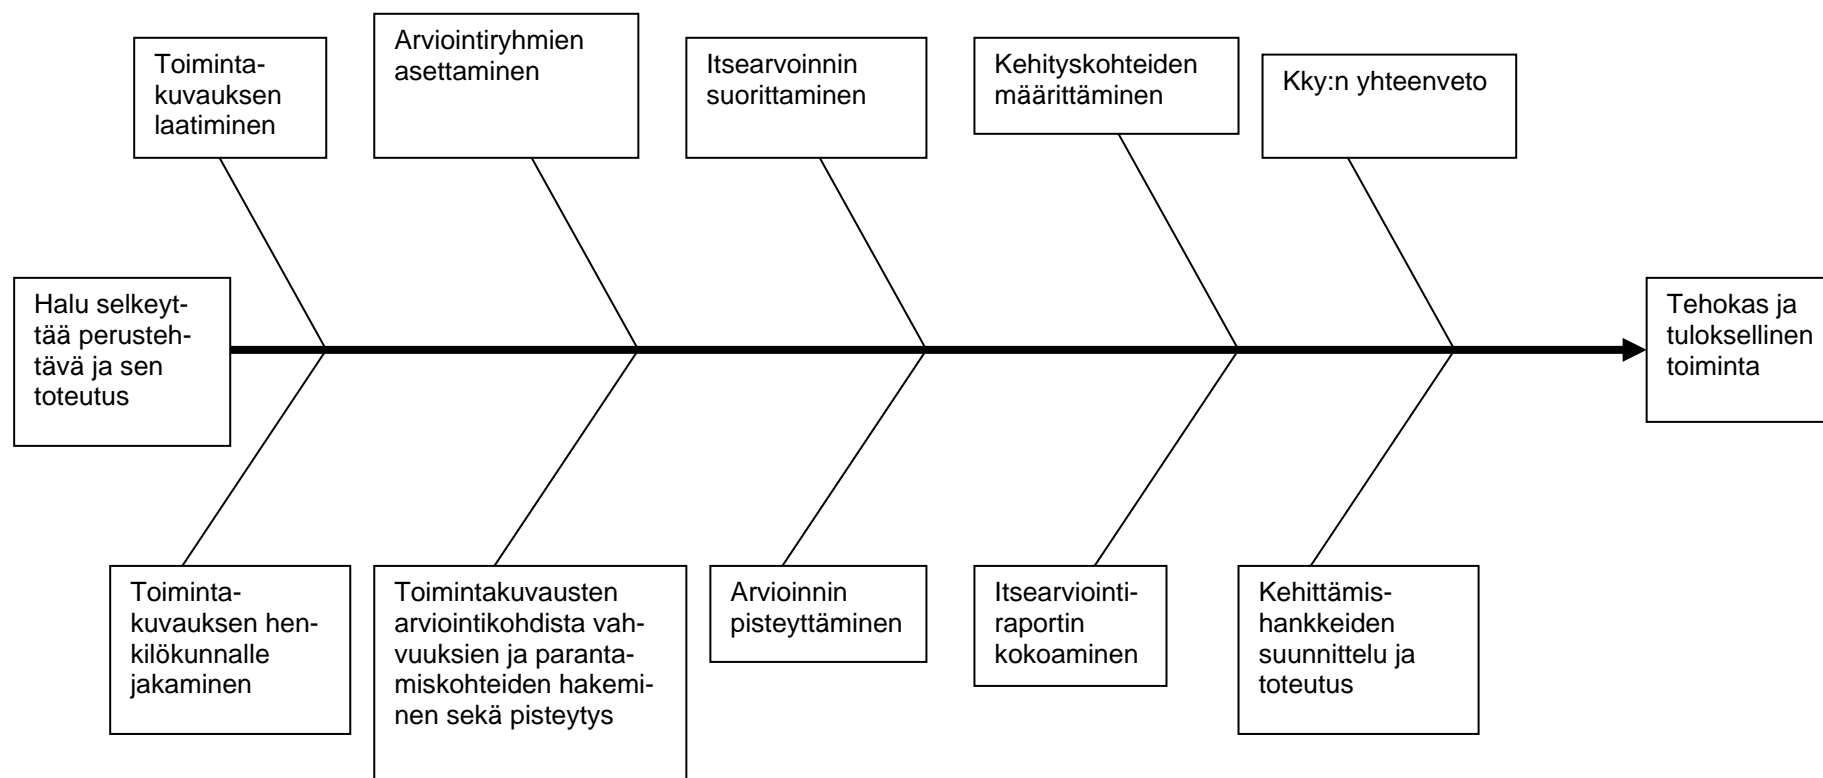 Toiminta-
kuvauksen
laatiminen
Arviointiryhmien
asettaminen
Itsearvoinnin
suorittaminen
Kehityskohteiden
määrittäminen
Kky:n yhteenveto
Halu selkeyt-
tää perusteh-
tävä ja sen
toteutus
Tehokas ja
tuloksellinen
toiminta
Toiminta-
kuvauksen hen-
kilökunnalle
jakaminen
Toimintakuvausten
arviointikohdista vah-
vuuksien ja paranta-
miskohteiden hakemi-
nen sekä pisteytys
Arvioinnin
pisteyttäminen
Itsearviointi-
raportin
kokoaminen
Kehittämis-
hankkeiden
suunnittelu ja
toteutus